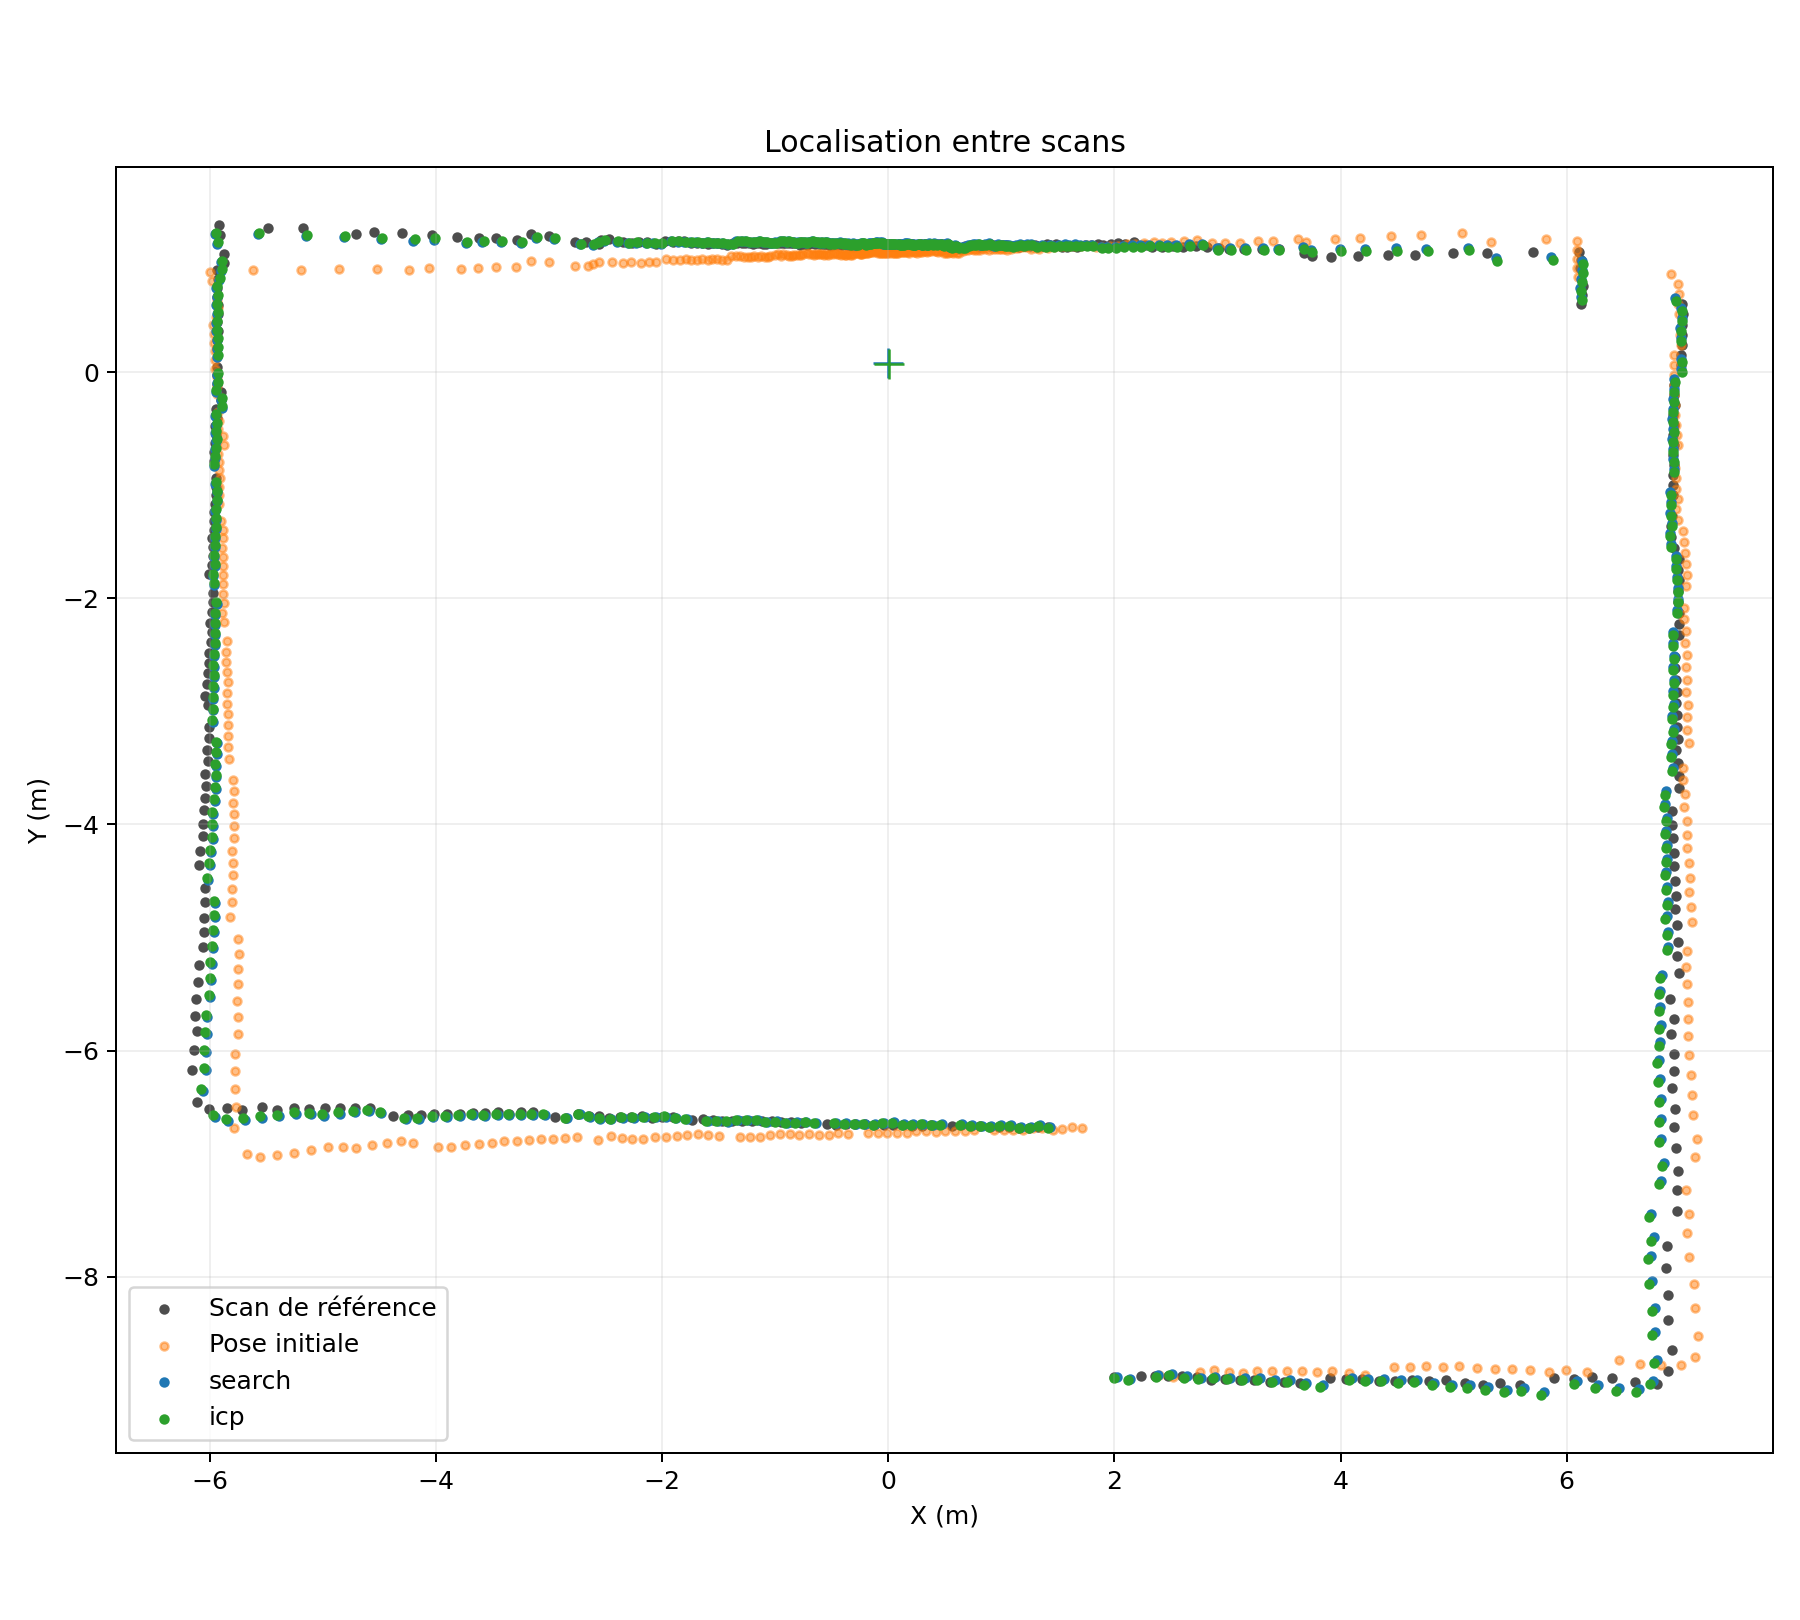 Localisation entre scans
Y (m)
0
−2
−4
−6
−8
Scan de référence
Pose initiale
search
icp
−6 −4 −2 0 2 4 6
X (m)